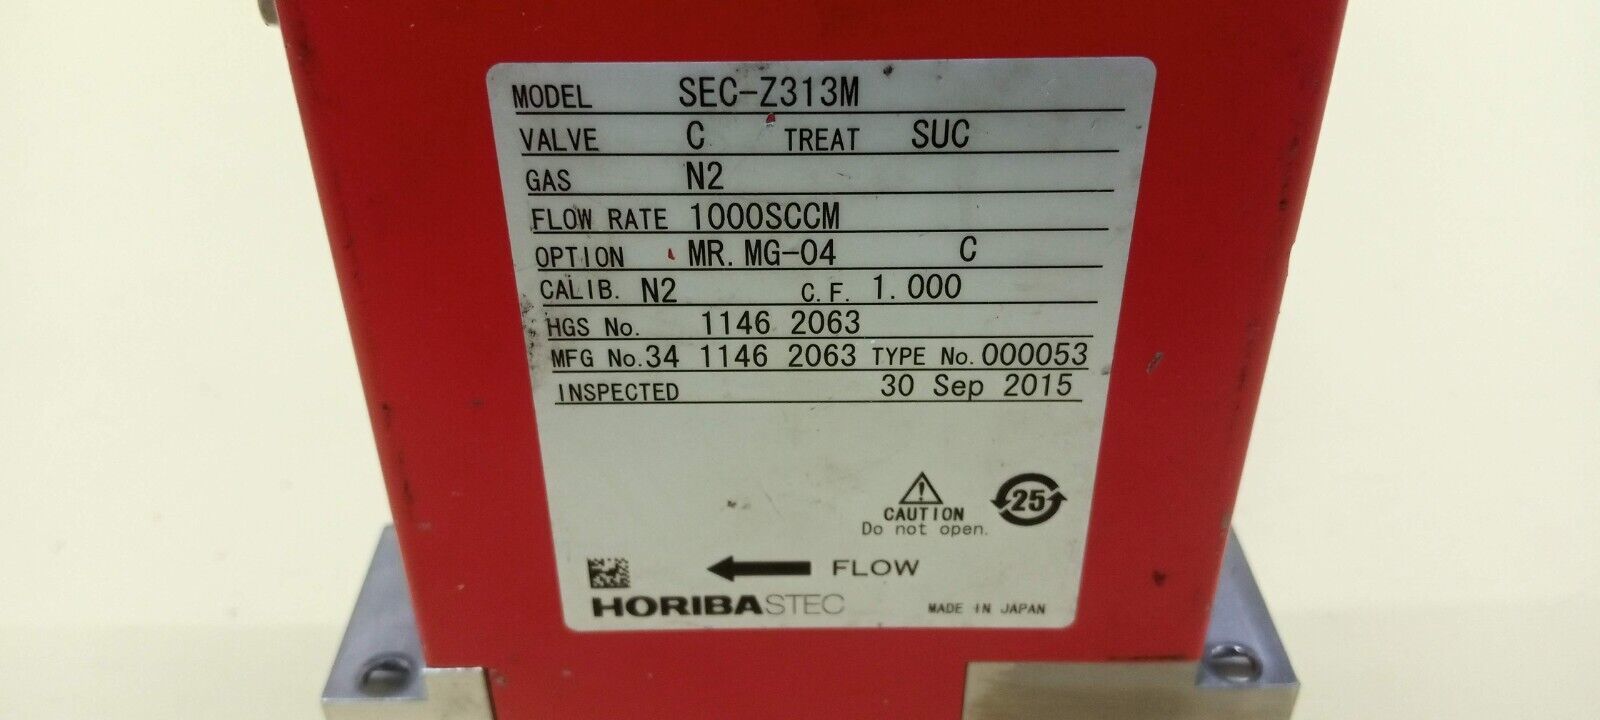 MODEL SEC-Z313M
VALVE C TREAT SUC
GAS N2
FLOW RATE 1000SCCM
OPTION MR. MG-04 C
CALIB. N2 C.F. 1.000
HGS No. 1146 2063
MFG No. 34 1146 2063 TYPE No. 000053
INSPECTED 30 Sep 2015
25
CAUTION
Do not open.
FLOW
HORIBASTEC MADE IN JAPAN